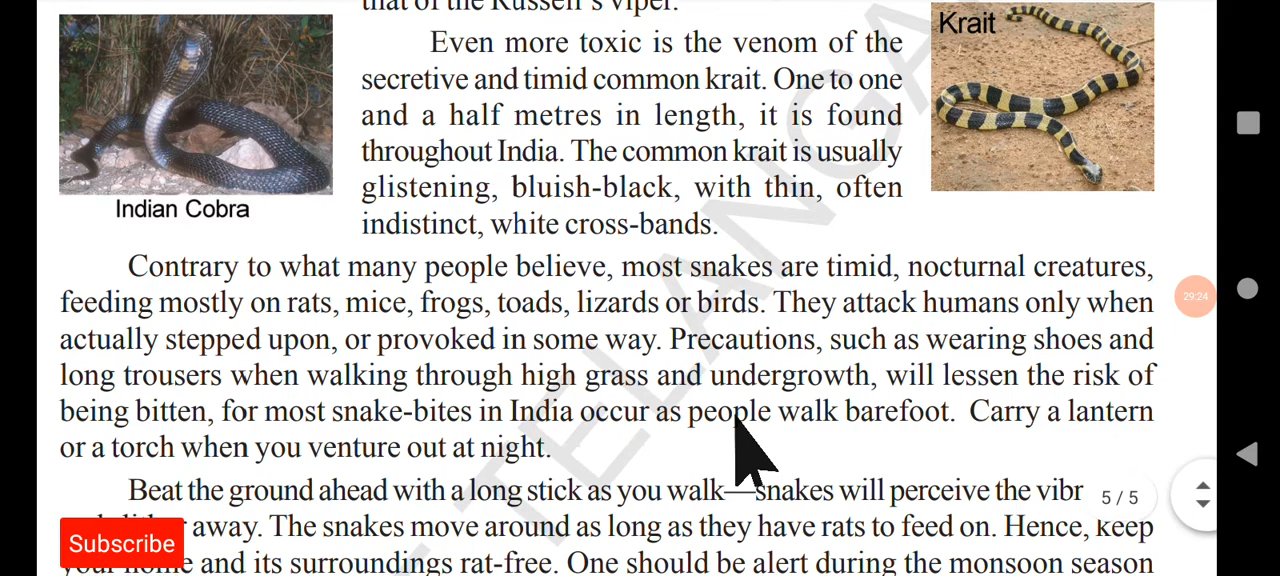 that of the Russell's viper.
Krait
Even more toxic is the venom of the
secretive and timid common krait. One to one
and a half metres in length, it is found
throughout India. The common krait is usually
glistening, bluish-black, with thin, often
indistinct, white cross-bands.
Indian Cobra
Contrary to what many people believe, most snakes are timid, nocturnal creatures,
feeding mostly on rats, mice, frogs, toads, lizards or birds. They attack humans only when
29:24
actually stepped upon, or provoked in some way. Precautions, such as wearing shoes and
long trousers when walking through high grass and undergrowth, will lessen the risk of
being bitten, for most snake-bites in India occur as people walk barefoot. Carry a lantern
or a torch when you venture out at night.
Beat the ground ahead with a long stick as you walk—snakes will perceive the vibr
5 / 5
away. The snakes move around as long as they have rats to feed on. Hence, keep
Subscribe
and its surroundings rat-free. One should be alert during the monsoon season
TELANGA